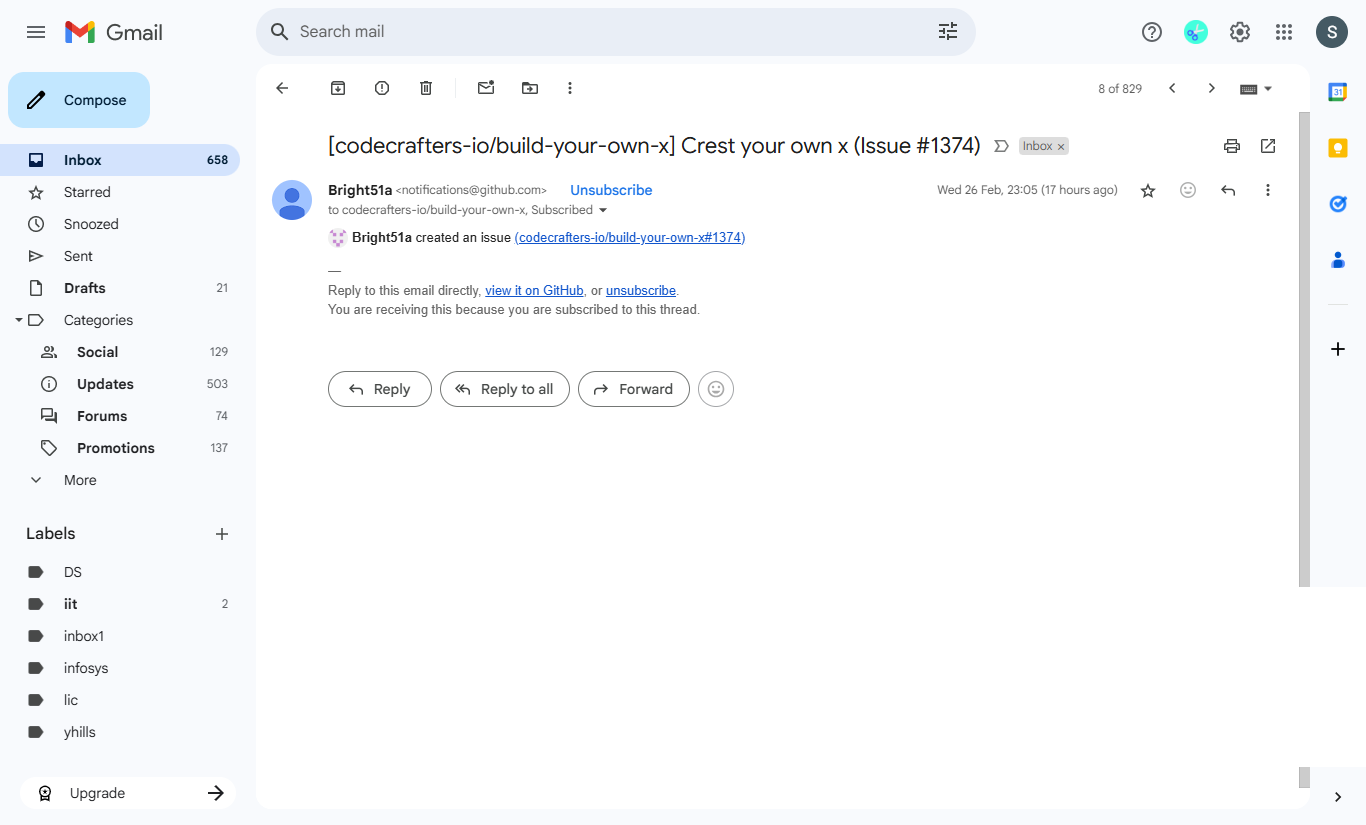 Gmail
Search mail
S
Compose
8 of 829
31
Inbox 658
Starred
Snoozed
Sent
Drafts 21
Categories
Social 129
Updates 503
Forums 74
Promotions 137
More
Labels
DS
iit 2
inbox1
infosys
lic
yhills
Upgrade
[codecrafters-io/build-your-own-x] Crest your own x (Issue #1374) Inbox ×
Bright51a <notifications@github.com> Unsubscribe Wed 26 Feb, 23:05 (17 hours ago)
to codecrafters-io/build-your-own-x, Subscribed
Bright51a created an issue (codecrafters-io/build-your-own-x#1374)
—
Reply to this email directly, view it on GitHub, or unsubscribe.
You are receiving this because you are subscribed to this thread.
Reply Reply to all Forward